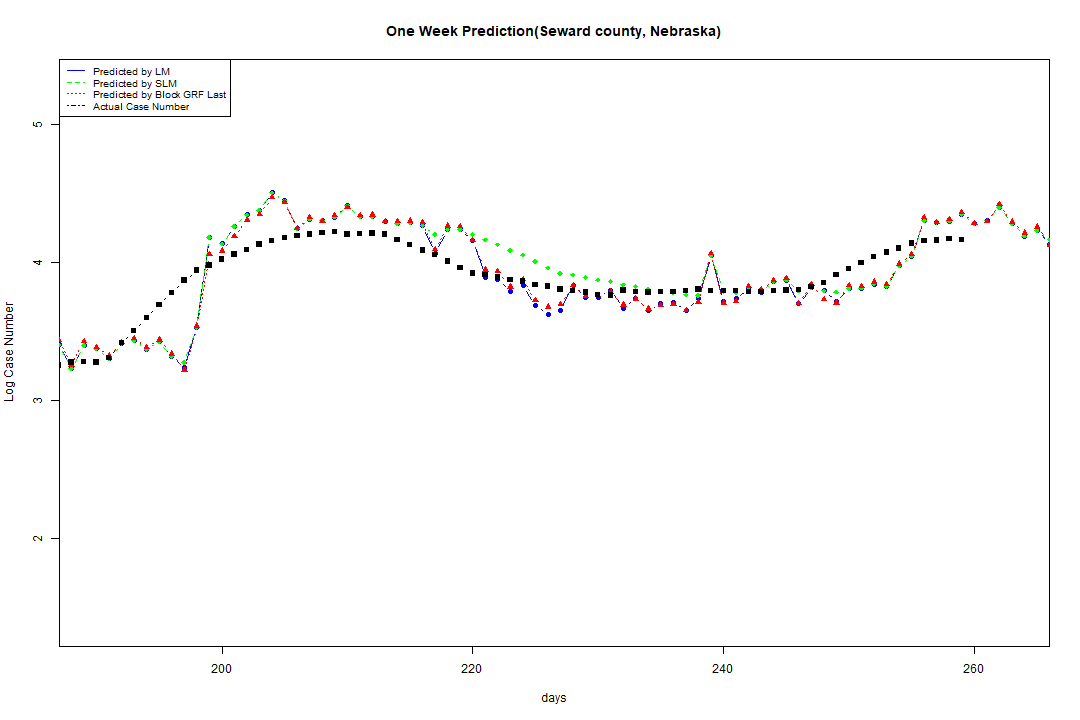 One Week Prediction(Seward county, Nebraska)
Predicted by LM
Predicted by SLM
Predicted by Block GRF Last
Actual Case Number
5
4
3
2
Log Case Number
200 220 240 260
days